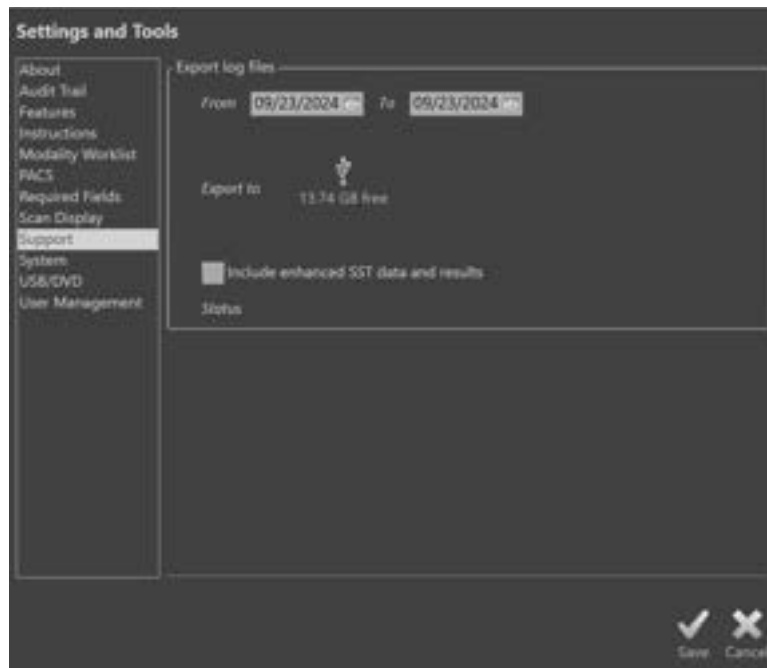 Settings and Tools
About
Audit Trail
Features
Instructions
Modality Worklist
PACS
Required Fields
Scan Display
Support
System
USB/DVD
User Management
Export log files
From 09/23/2024 To 09/23/2024
Export to
13.74 GB free
Include enhanced SST data and results
Status
Save Cancel